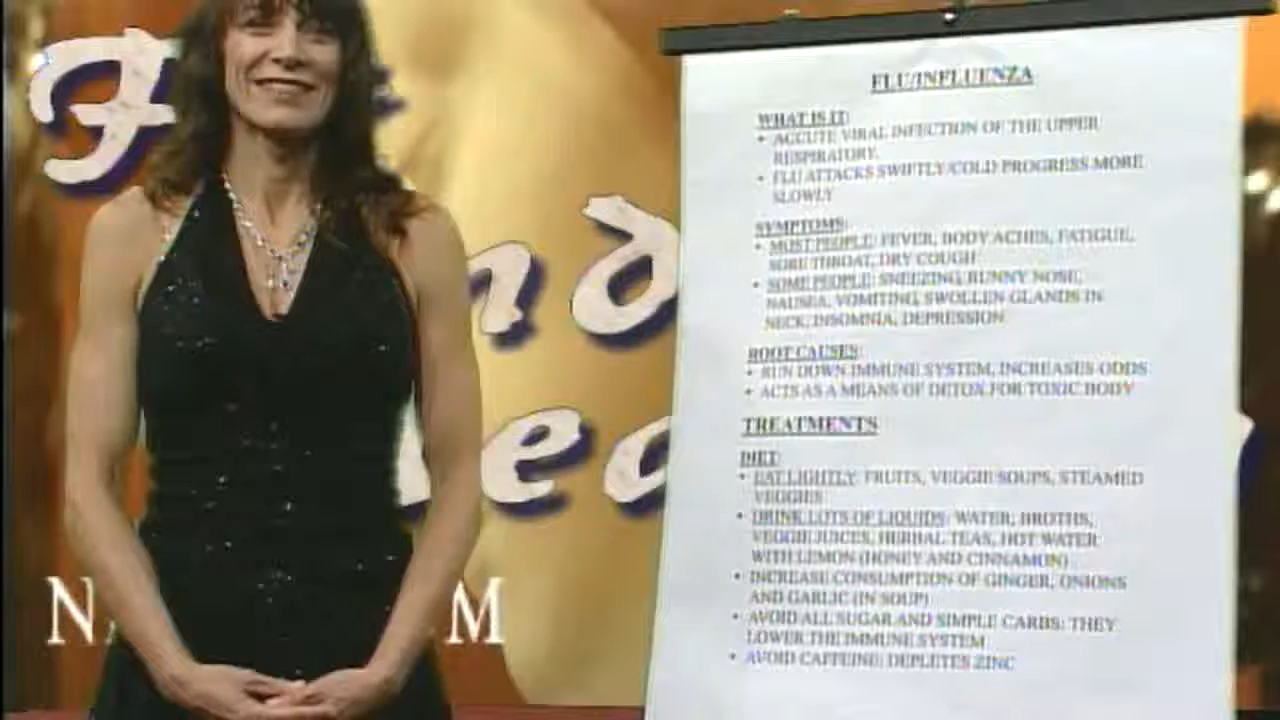 F
nd
ea
N M
FLU/INFLUENZA
WHAT IS IT:
• ACCUTE VIRAL INFECTION OF THE UPPER
RESPIRATORY.
• FLU ATTACKS SWIFTLY/COLD PROGRESS MORE
SLOWLY
SYMPTOMS:
• MOST PEOPLE: FEVER, BODY ACHES, FATIGUE,
SORE THROAT, DRY COUGH
• SOME PEOPLE: SNEEZING, RUNNY NOSE,
NAUSEA, VOMITING, SWOLLEN GLANDS IN
NECK, INSOMNIA, DEPRESSION
ROOT CAUSES:
• RUN DOWN IMMUNE SYSTEM, INCREASES ODDS
• ACTS AS A MEANS OF DETOX FOR TOXIC BODY
TREATMENTS
DIET:
• EAT LIGHTLY: FRUITS, VEGGIE SOUPS, STEAMED
VEGGIES
• DRINK LOTS OF LIQUIDS: WATER, BROTHS,
VEGGIE JUICES, HERBAL TEAS, HOT WATER
WITH LEMON (HONEY AND CINNAMON)
• INCREASE CONSUMPTION OF GINGER, ONIONS
AND GARLIC (IN SOUP)
• AVOID ALL SUGAR AND SIMPLE CARBS: THEY
LOWER THE IMMUNE SYSTEM
• AVOID CAFFEINE: DEPLETES ZINC